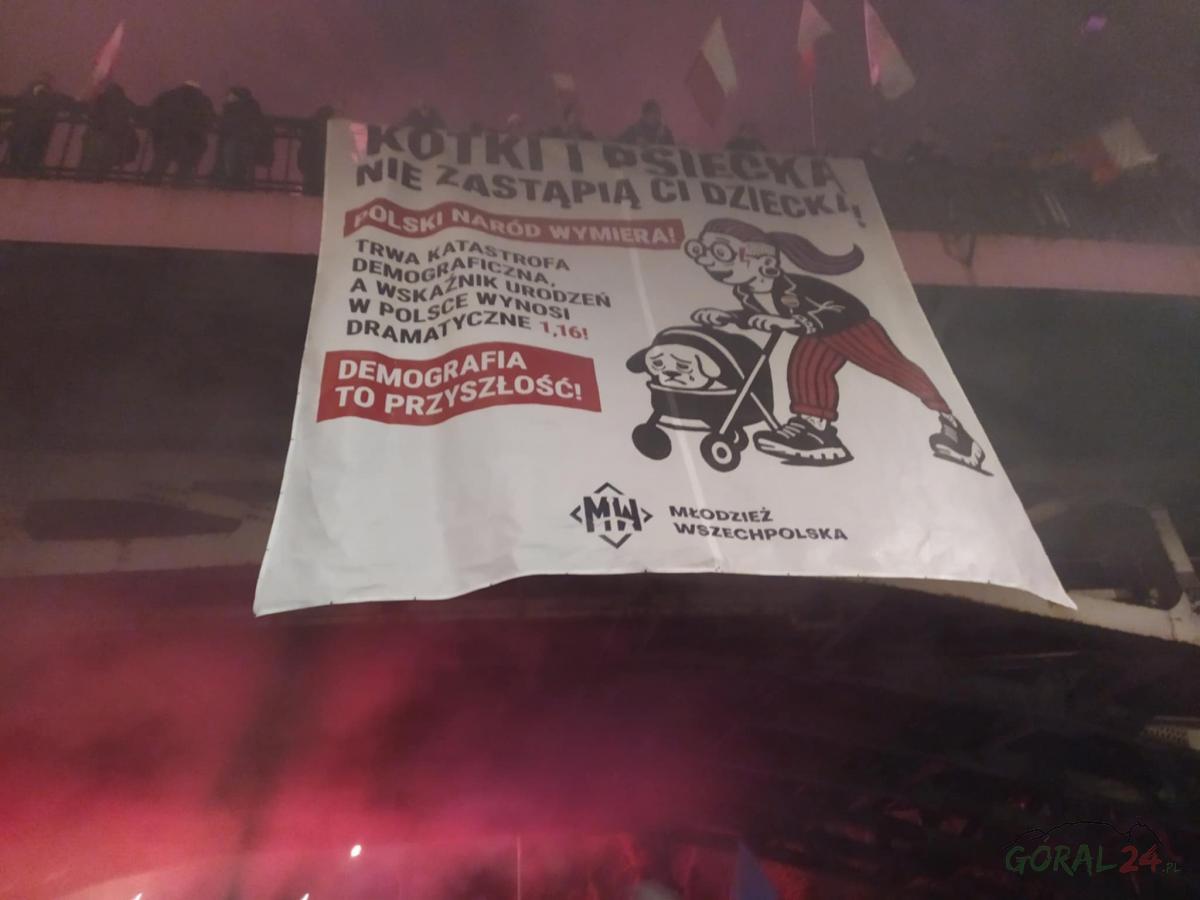 KOTKI I PSIECKA
NIE ZASTĄPIĄ CI DZIECKA!
POLSKI NARÓD WYMIERA!
TRWA KATASTROFA
DEMOGRAFICZNA,
A WSKAŹNIK URODZEŃ
W POLSCE WYNOSI
DRAMATYCZNE 1,16!
DEMOGRAFIA
TO PRZYSZŁOŚĆ!
MW
MŁODZIEŻ
WSZECHPOLSKA
GÓRAL24.PL